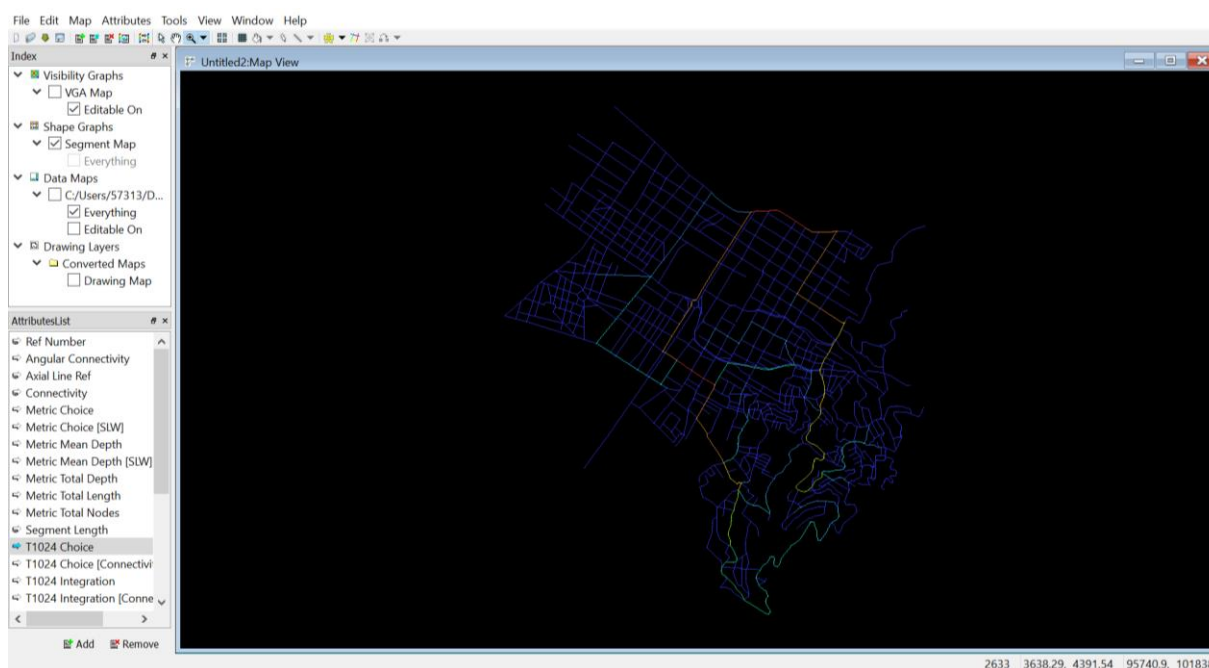 File Edit Map Attributes Tools View Window Help
Index
Untitled2:Map View
Visibility Graphs
VGA Map
Editable On
Shape Graphs
Segment Map
Everything
Data Maps
C:/Users/57313/D...
Everything
Editable On
Drawing Layers
Converted Maps
Drawing Map
AttributesList
Ref Number
Angular Connectivity
Axial Line Ref
Connectivity
Metric Choice
Metric Choice [SLW]
Metric Mean Depth
Metric Mean Depth [SLW]
Metric Total Depth
Metric Total Length
Metric Total Nodes
Segment Length
T1024 Choice
T1024 Choice [Connectivi
T1024 Integration
T1024 Integration [Conne
Add Remove
2633 3638.29, 4391.54 95740.9, 101838